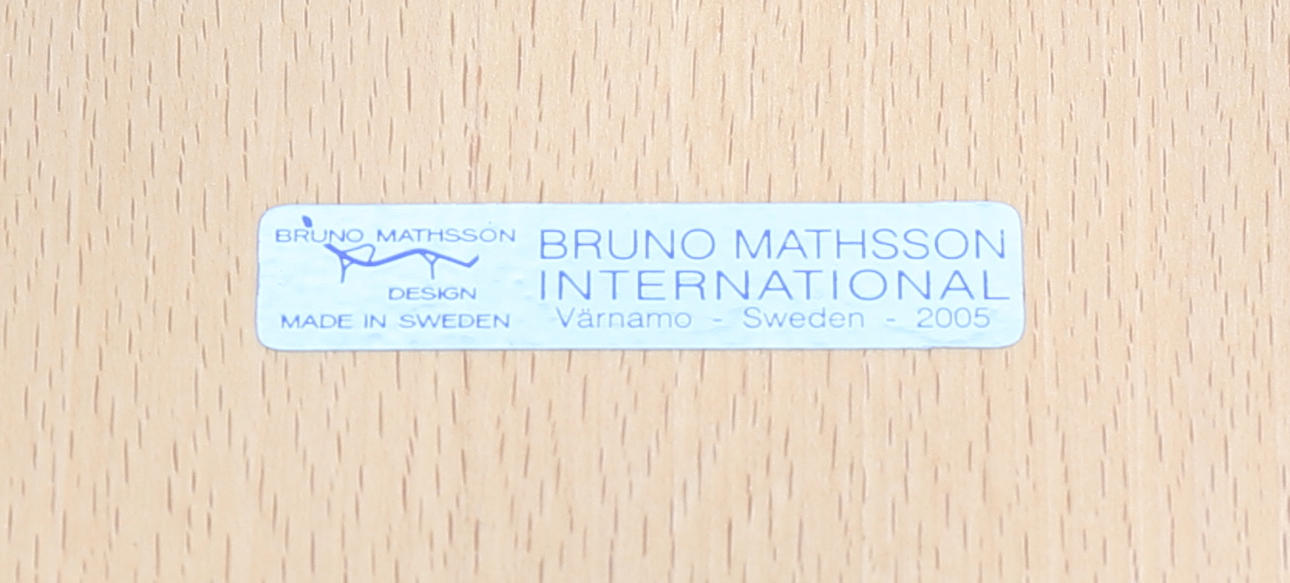 BRUNO MATHSSON
DESIGN
MADE IN SWEDEN
BRUNO MATHSSON
INTERNATIONAL
Värnamo - Sweden - 2005